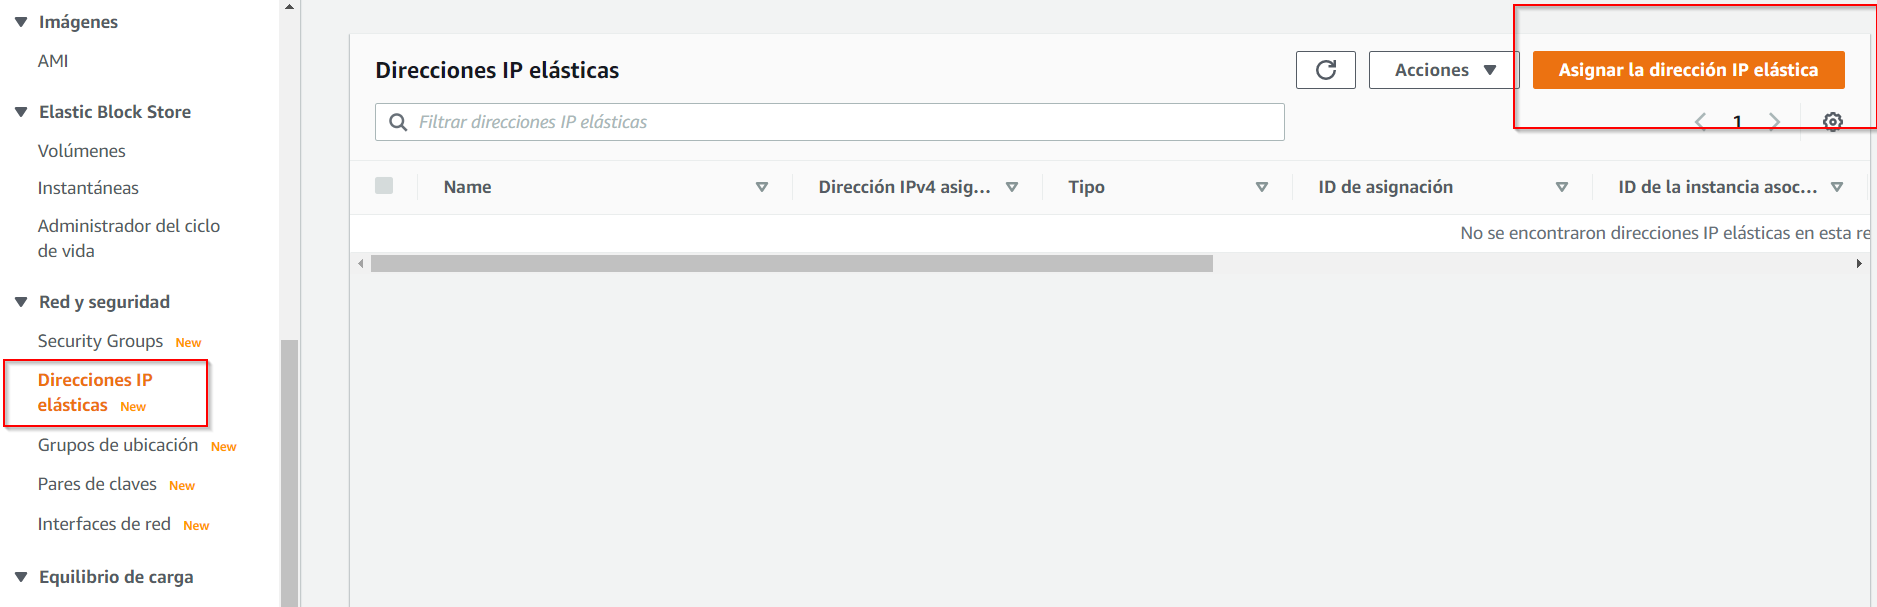 Imágenes
AMI
Elastic Block Store
Volúmenes
Instantáneas
Administrador del ciclo
de vida
Red y seguridad
Security Groups New
Direcciones IP
elásticas New
Grupos de ubicación New
Pares de claves New
Interfaces de red New
Equilibrio de carga
Direcciones IP elásticas
Acciones
Asignar la dirección IP elástica
Filtrar direcciones IP elásticas
1
Name
Dirección IPv4 asig...
Tipo
ID de asignación
ID de la instancia asoc...
No se encontraron direcciones IP elásticas en esta re